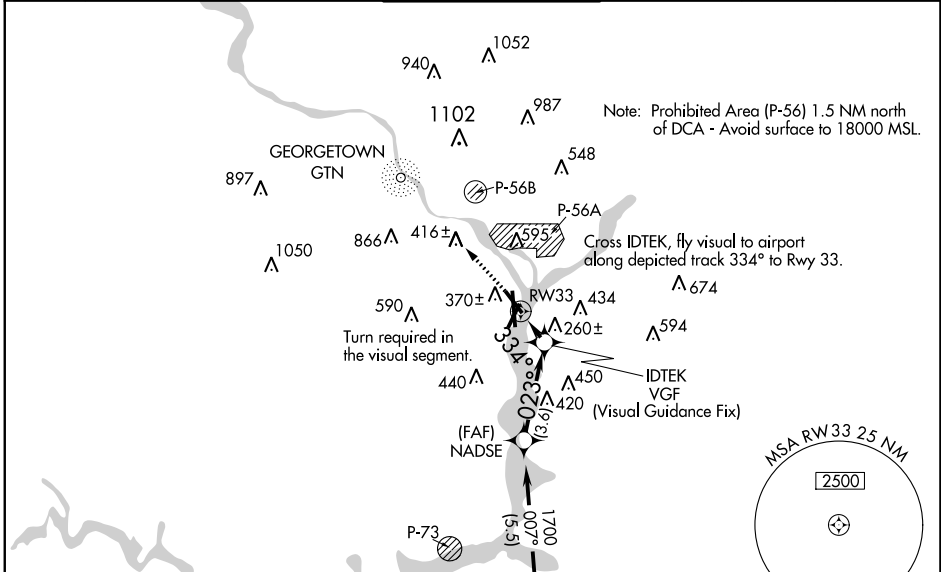 1052
940
1102
987
Note: Prohibited Area (P-56) 1.5 NM north
of DCA - Avoid surface to 18000 MSL.
GEORGETOWN
GTN
548
897
P-56B
P-56A
866
416±
595
Cross IDTEK, fly visual to airport
along depicted track 334° to Rwy 33.
1050
674
370±
RW33
434
590
260±
594
Turn required in
the visual segment.
334°
440
450
IDTEK
VGF
(Visual Guidance Fix)
420
023°
(3.6)
(FAF)
NADSE
MSA RW33 25 NM
2500
1700
007°
(5.5)
P-73